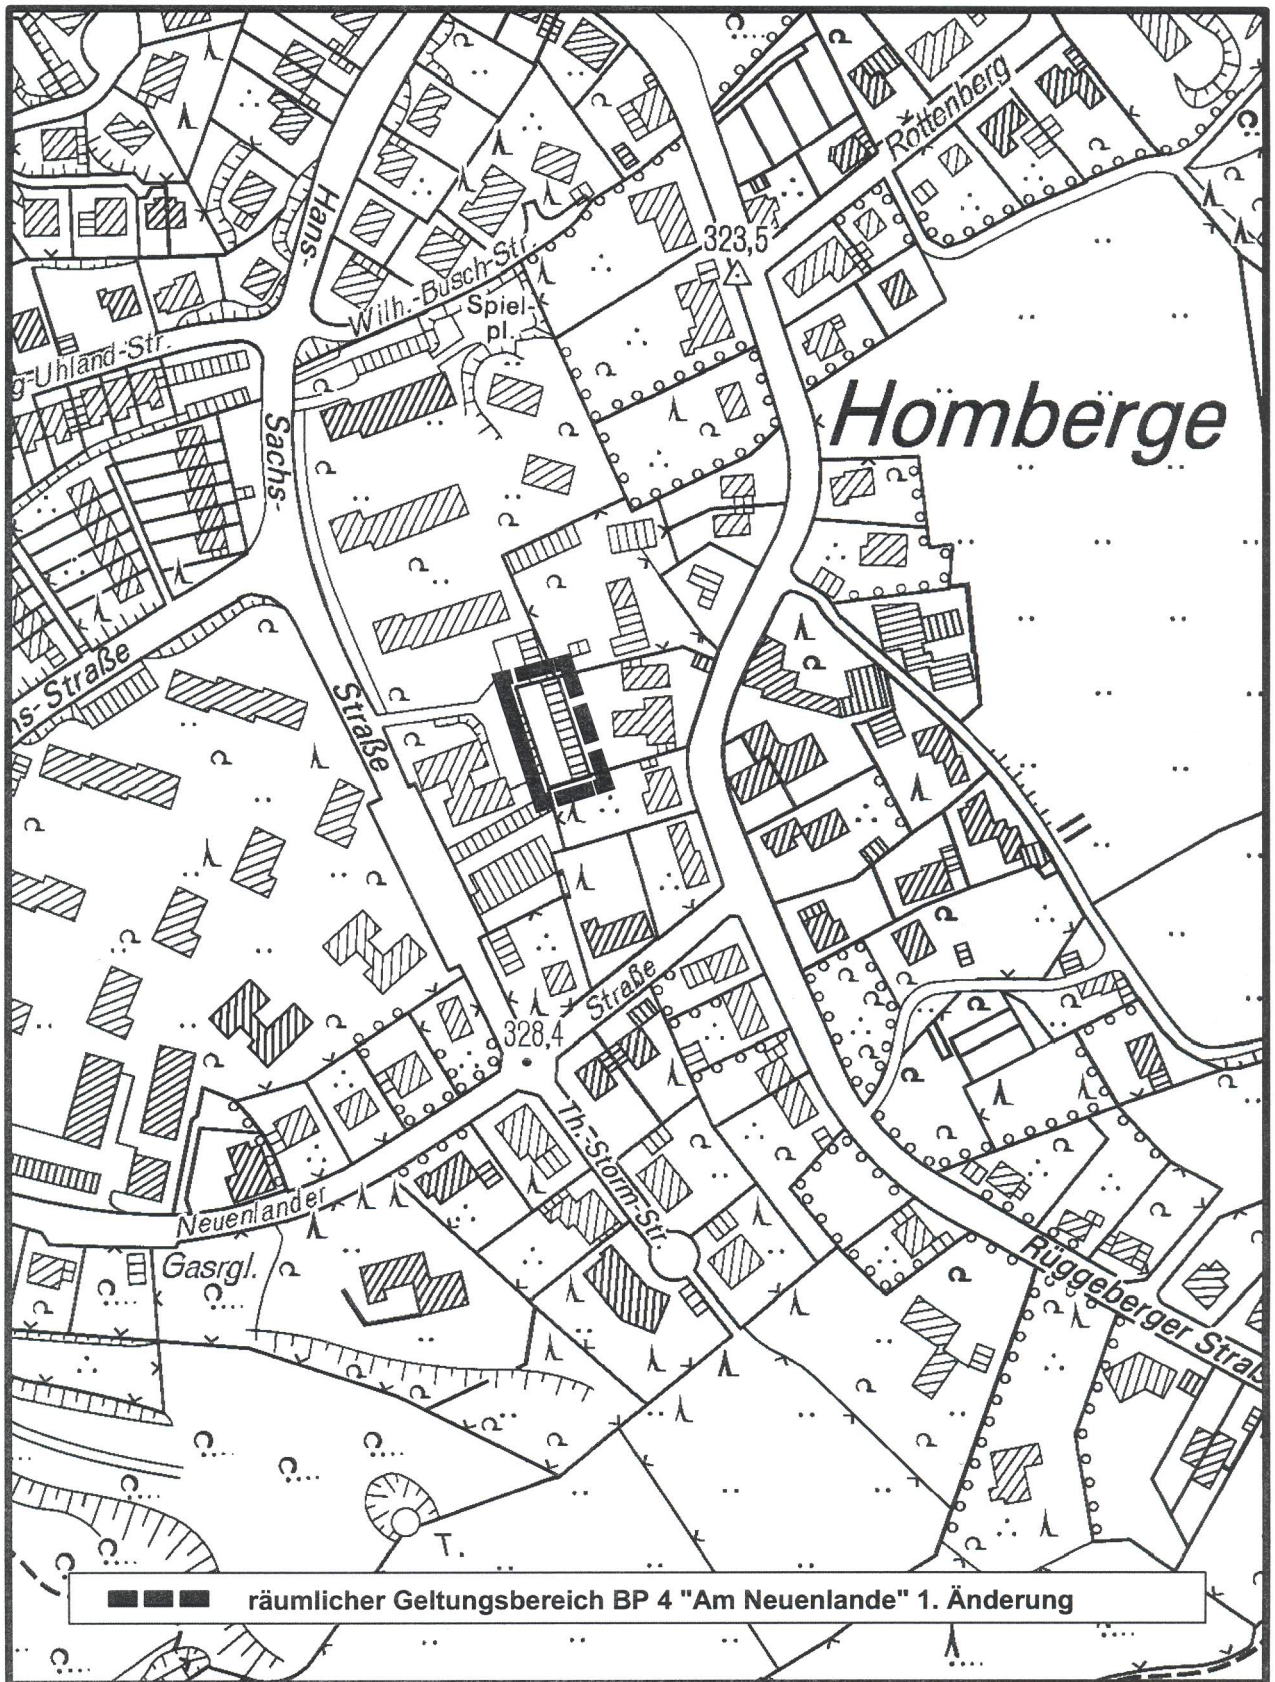 Rottenberg
Hans-
323,5
Wilh.-Busch-Str.
Spiel-
pl.
g-Uhland-Str.
Homberge
Sachs-
hs-Straße
Straße
Straße
328,4
Th.-Storm-Str.
Neuenlander
Gasrgl.
Rüggeberger Straß
T.
räumlicher Geltungsbereich BP 4 "Am Neuenlande" 1. Änderung